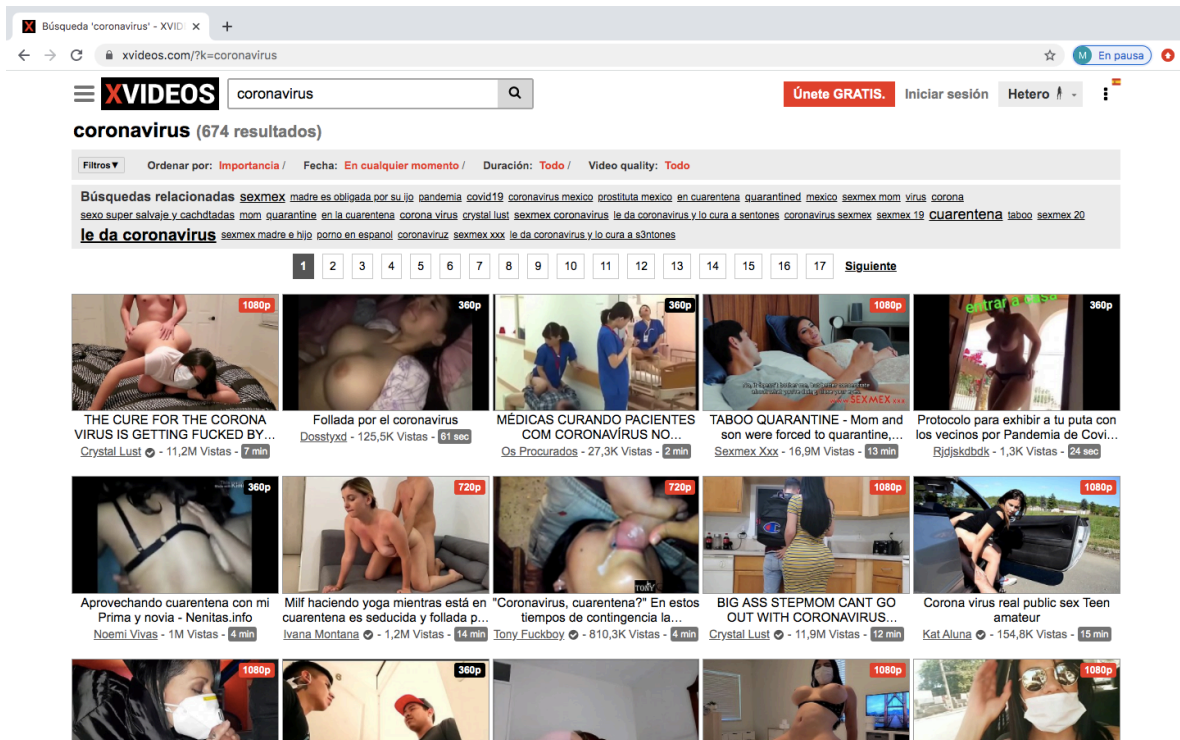 Búsqueda 'coronavirus' - XVID
xvideos.com/?k=coronavirus
M En pausa
XVIDEOS
coronavirus
Únete GRATIS. Iniciar sesión Hetero
coronavirus (674 resultados)
Filtros▼ Ordenar por: Importancia / Fecha: En cualquier momento / Duración: Todo / Video quality: Todo
Búsquedas relacionadas sexmex madre es obligada por su ijo pandemia covid19 coronavirus mexico prostituta mexico en cuarentena quarantined mexico sexmex mom virus corona
sexo super salvaje y cachdtadas mom quarantine en la cuarentena corona virus crystal lust sexmex coronavirus le da coronavirus y lo cura a sentones coronavirus sexmex sexmex 19 cuarentena taboo sexmex 20
le da coronavirus sexmex madre e hijo porno en espanol coronaviruz sexmex xxx le da coronavirus y lo cura a s3ntones
1 2 3 4 5 6 7 8 9 10 11 12 13 14 15 16 17 Siguiente
1080p
360p
360p
1080p
www.SEXMEX.xxx
entrar a casa
360p
THE CURE FOR THE CORONA
VIRUS IS GETTING FUCKED BY...
Crystal Lust - 11,2M Vistas - 7 min
Follada por el coronavirus
Dosstyxd - 125,5K Vistas - 61 sec
MÉDICAS CURANDO PACIENTES
COM CORONAVÍRUS NO...
Os Procurados - 27,3K Vistas - 2 min
TABOO QUARANTINE - Mom and
son were forced to quarantine,...
Sexmex Xxx - 16,9M Vistas - 13 min
Protocolo para exhibir a tu puta con
los vecinos por Pandemia de Covi...
Rjdjskdbdk - 1,3K Vistas - 24 sec
360p
720p
720p
TONY
1080p
1080p
Aprovechando cuarentena con mi
Prima y novia - Nenitas.info
Noemi Vivas - 1M Vistas - 4 min
Milf haciendo yoga mientras está en
cuarentena es seducida y follada p...
Ivana Montana - 1,2M Vistas - 14 min
"Coronavirus, cuarentena?" En estos
tiempos de contingencia la...
Tony Fuckboy - 810,3K Vistas - 4 min
BIG ASS STEPMOM CANT GO
OUT WITH CORONAVIRUS...
Crystal Lust - 11,9M Vistas - 12 min
Corona virus real public sex Teen
amateur
Kat Aluna - 154,8K Vistas - 15 min
1080p
360p
1080p
1080p